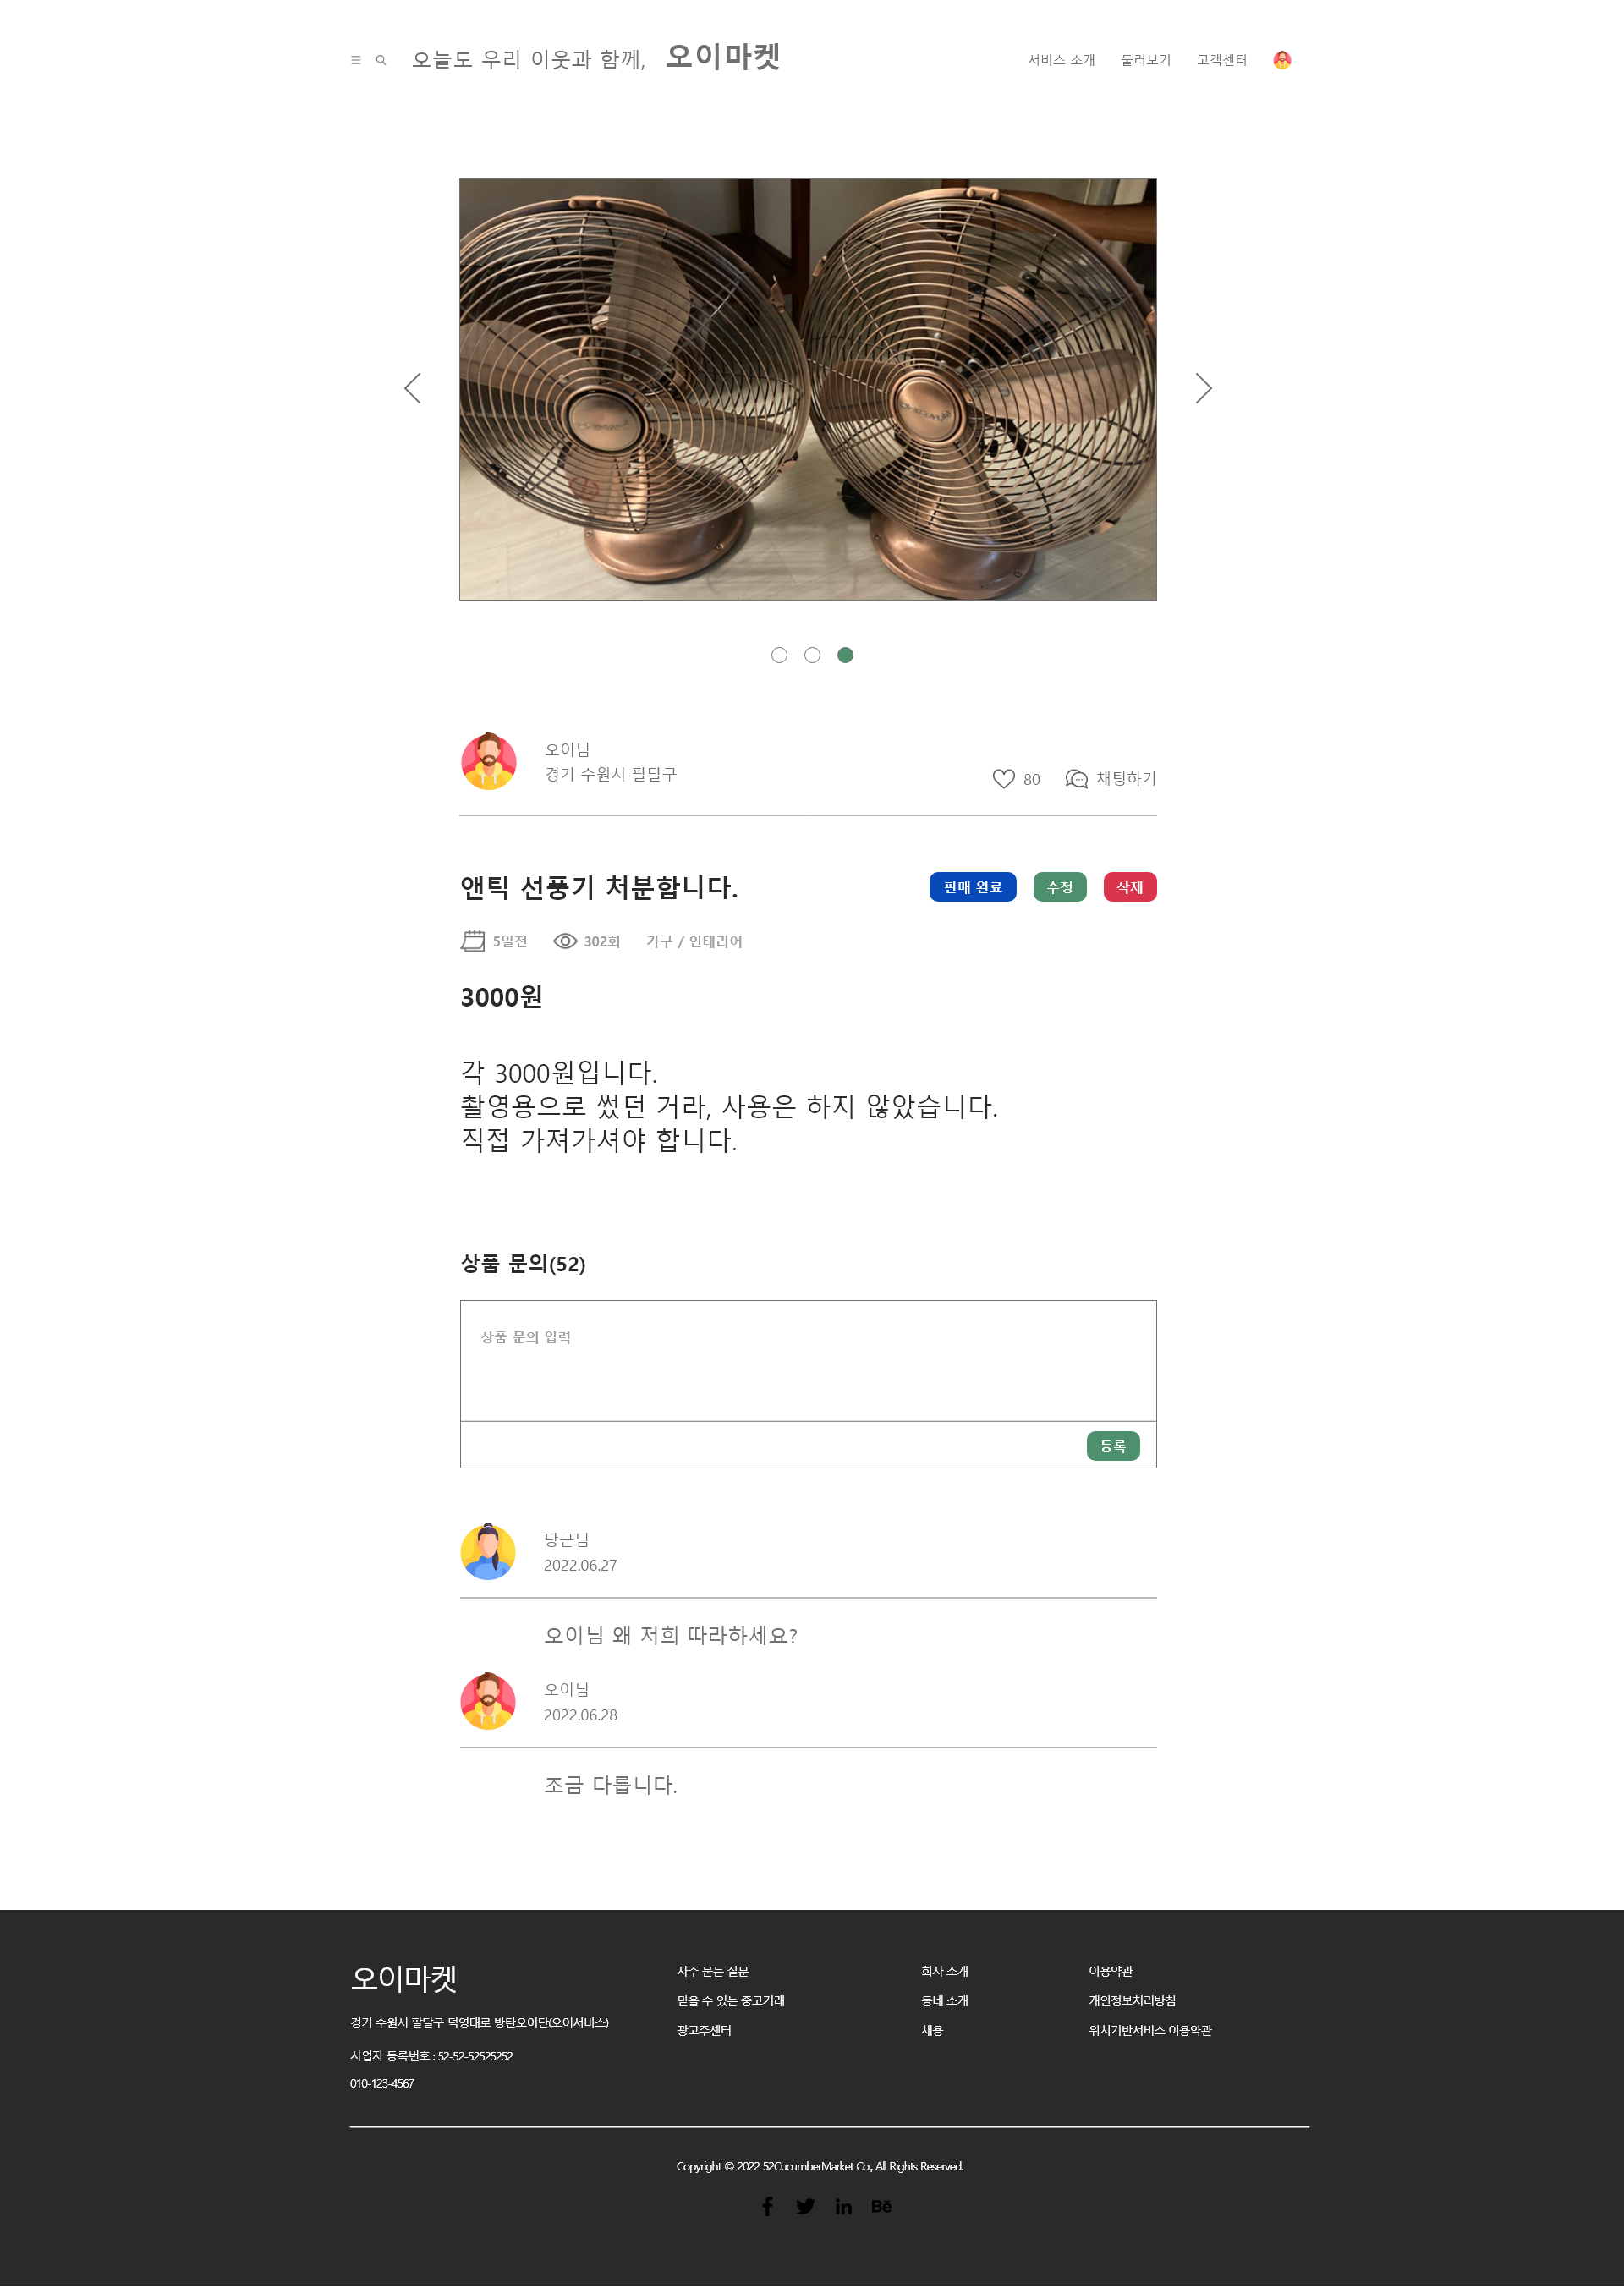 오늘도 우리 이웃과 함께, 오이마켓
서비스 소개 둘러보기 고객센터
오이님
경기 수원시 팔달구
80 채팅하기
앤틱 선풍기 처분합니다.
판매 완료 수정 삭제
5일전 302회 가구 / 인테리어
3000원
각 3000원입니다.
촬영용으로 썼던 거라, 사용은 하지 않았습니다.
직접 가져가셔야 합니다.
상품 문의(52)
상품 문의 입력
등록
당근님
2022.06.27
오이님 왜 저희 따라하세요?
오이님
2022.06.28
조금 다릅니다.
오이마켓
경기 수원시 팔달구 덕영대로 방탄오이단(오이서비스)
사업자 등록번호 : 52-52-52525252
010-123-4567
자주 묻는 질문
믿을 수 있는 중고거래
광고주센터
회사 소개
동네 소개
채용
이용약관
개인정보처리방침
위치기반서비스 이용약관
Copyright © 2022 52CucumberMarket Co., All Rights Reserved.
f in Bē